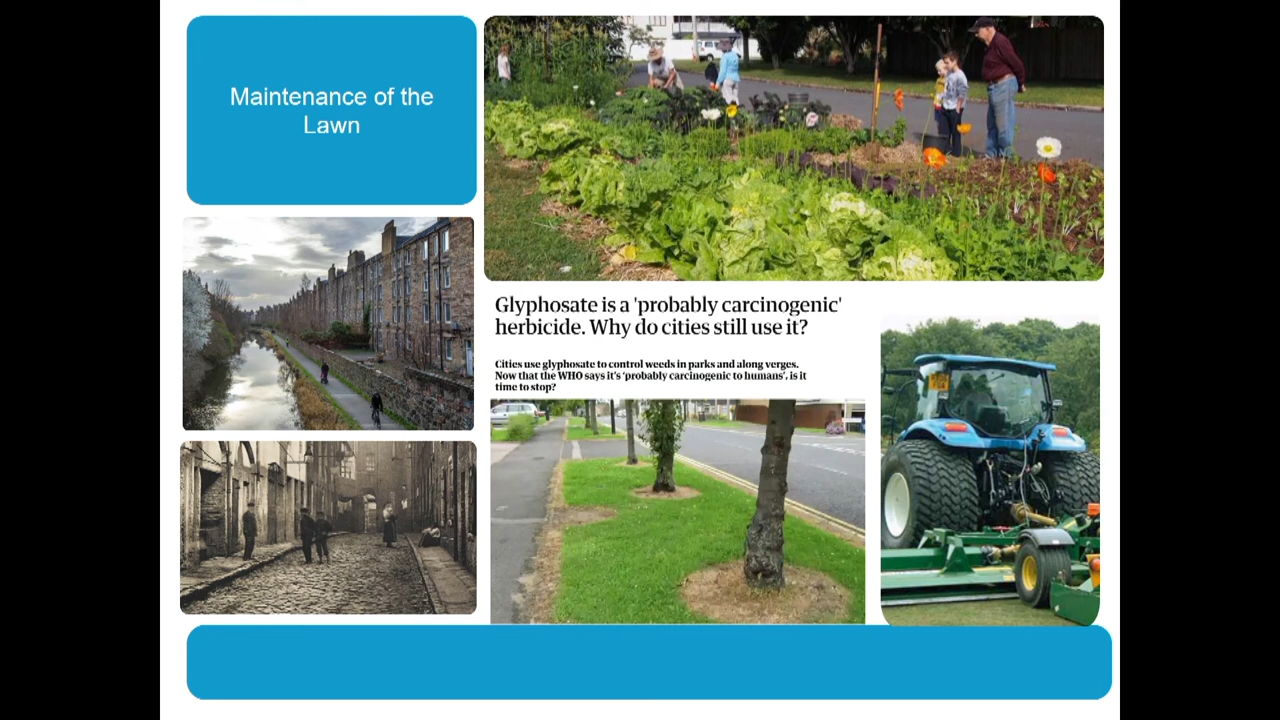 Maintenance of the
Lawn
Glyphosate is a 'probably carcinogenic'
herbicide. Why do cities still use it?
Cities use glyphosate to control weeds in parks and along verges.
Now that the WHO says it's 'probably carcinogenic to humans', is it
time to stop?